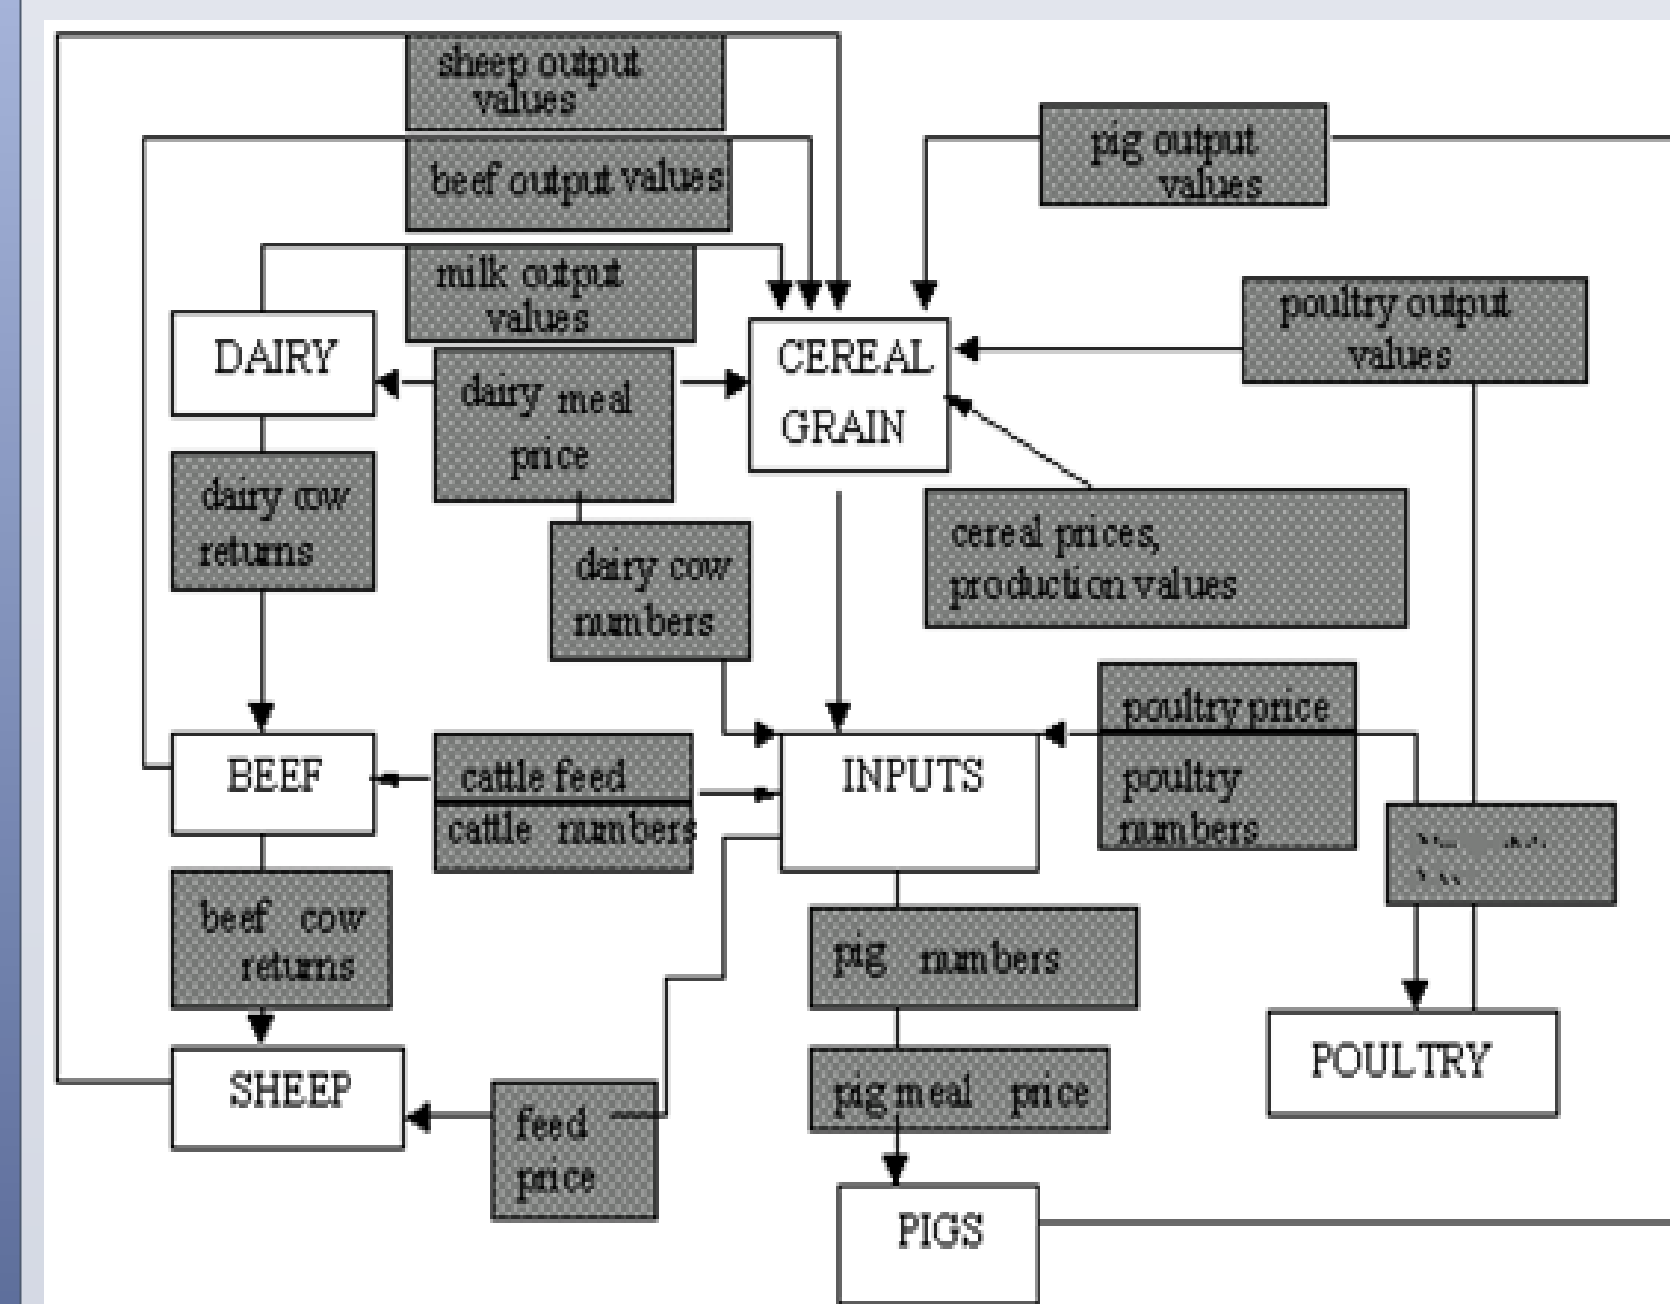 sheep output
values
beef output values
pig output
values
milk output
values
poultry output
values
DAIRY
CEREAL
GRAIN
dairy meal
price
dairy cow
returns
cereal prices,
production values
dairy cow
numbers
poultry price
poultry
numbers
BEEF
cattle feed
cattle numbers
INPUTS
beef cow
returns
pig numbers
SHEEP
feed
price
pig meal price
POULTRY
PIGS